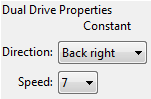 Dual Drive Properties
Constant
Direction: Back right
Speed: 7